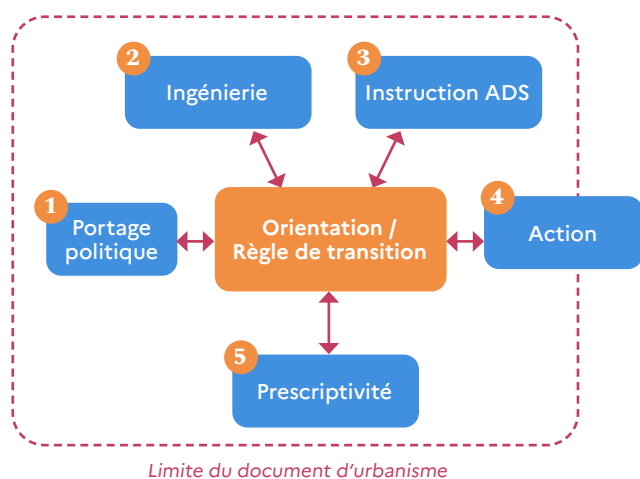 2
Ingénierie
3
Instruction ADS
1
Portage
politique
Orientation /
Règle de transition
4
Action
5
Prescriptivité
Limite du document d’urbanisme